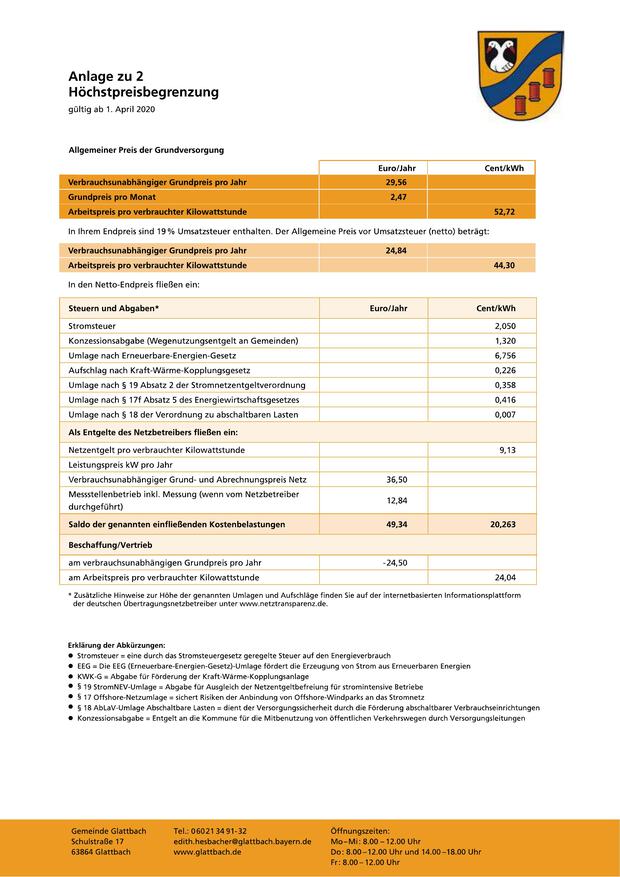 Anlage zu 2
Höchstpreisbegrenzung
gültig ab 1. April 2020
Allgemeiner Preis der Grundversorgung
Euro/Jahr Cent/kWh
Verbrauchsunabhängiger Grundpreis pro Jahr 29,56
Grundpreis pro Monat 2,47
Arbeitspreis pro verbrauchter Kilowattstunde 52,72
In Ihrem Endpreis sind 19 % Umsatzsteuer enthalten. Der Allgemeine Preis vor Umsatzsteuer (netto) beträgt:
Verbrauchsunabhängiger Grundpreis pro Jahr 24,84
Arbeitspreis pro verbrauchter Kilowattstunde 44,30
In den Netto-Endpreis fließen ein:
Steuern und Abgaben* Euro/Jahr Cent/kWh
Stromsteuer 2,050
Konzessionsabgabe (Wegenutzungsentgelt an Gemeinden) 1,320
Umlage nach Erneuerbare-Energien-Gesetz 6,756
Aufschlag nach Kraft-Wärme-Kopplungsgesetz 0,226
Umlage nach § 19 Absatz 2 der Stromnetzentgeltverordnung 0,358
Umlage nach § 17f Absatz 5 des Energiewirtschaftsgesetzes 0,416
Umlage nach § 18 der Verordnung zu abschaltbaren Lasten 0,007
Als Entgelte des Netzbetreibers fließen ein:
Netzentgelt pro verbrauchter Kilowattstunde 9,13
Leistungspreis kW pro Jahr
Verbrauchsunabhängiger Grund- und Abrechnungspreis Netz 36,50
Messstellenbetrieb inkl. Messung (wenn vom Netzbetreiber
durchgeführt) 12,84
Saldo der genannten einfließenden Kostenbelastungen 49,34 20,263
Beschaffung/Vertrieb
am verbrauchsunabhängigen Grundpreis pro Jahr -24,50
am Arbeitspreis pro verbrauchter Kilowattstunde 24,04
* Zusätzliche Hinweise zur Höhe der genannten Umlagen und Aufschläge finden Sie auf der internetbasierten Informationsplattform
der deutschen Übertragungsnetzbetreiber unter www.netztransparenz.de.
Erklärung der Abkürzungen:
● Stromsteuer = eine durch das Stromsteuergesetz geregelte Steuer auf den Energieverbrauch
● EEG = Die EEG (Erneuerbare-Energien-Gesetz)-Umlage fördert die Erzeugung von Strom aus Erneuerbaren Energien
● KWK-G = Abgabe für Förderung der Kraft-Wärme-Kopplungsanlage
● § 19 StromNEV-Umlage = Abgabe für Ausgleich der Netzentgeltbefreiung für stromintensive Betriebe
● § 17 Offshore-Netzumlage = sichert Risiken der Anbindung von Offshore-Windparks an das Stromnetz
● § 18 AbLaV-Umlage Abschaltbare Lasten = dient der Versorgungssicherheit durch die Förderung abschaltbarer Verbrauchseinrichtungen
● Konzessionsabgabe = Entgelt an die Kommune für die Mitbenutzung von öffentlichen Verkehrswegen durch Versorgungsleitungen
Gemeinde Glattbach
Schulstraße 17
63864 Glattbach
Tel.: 0 60 21 34 91-32
edith.hesbacher@glattbach.bayern.de
www.glattbach.de
Öffnungszeiten:
Mo–Mi: 8.00 – 12.00 Uhr
Do: 8.00–12.00 Uhr und 14.00–18.00 Uhr
Fr: 8.00 – 12.00 Uhr